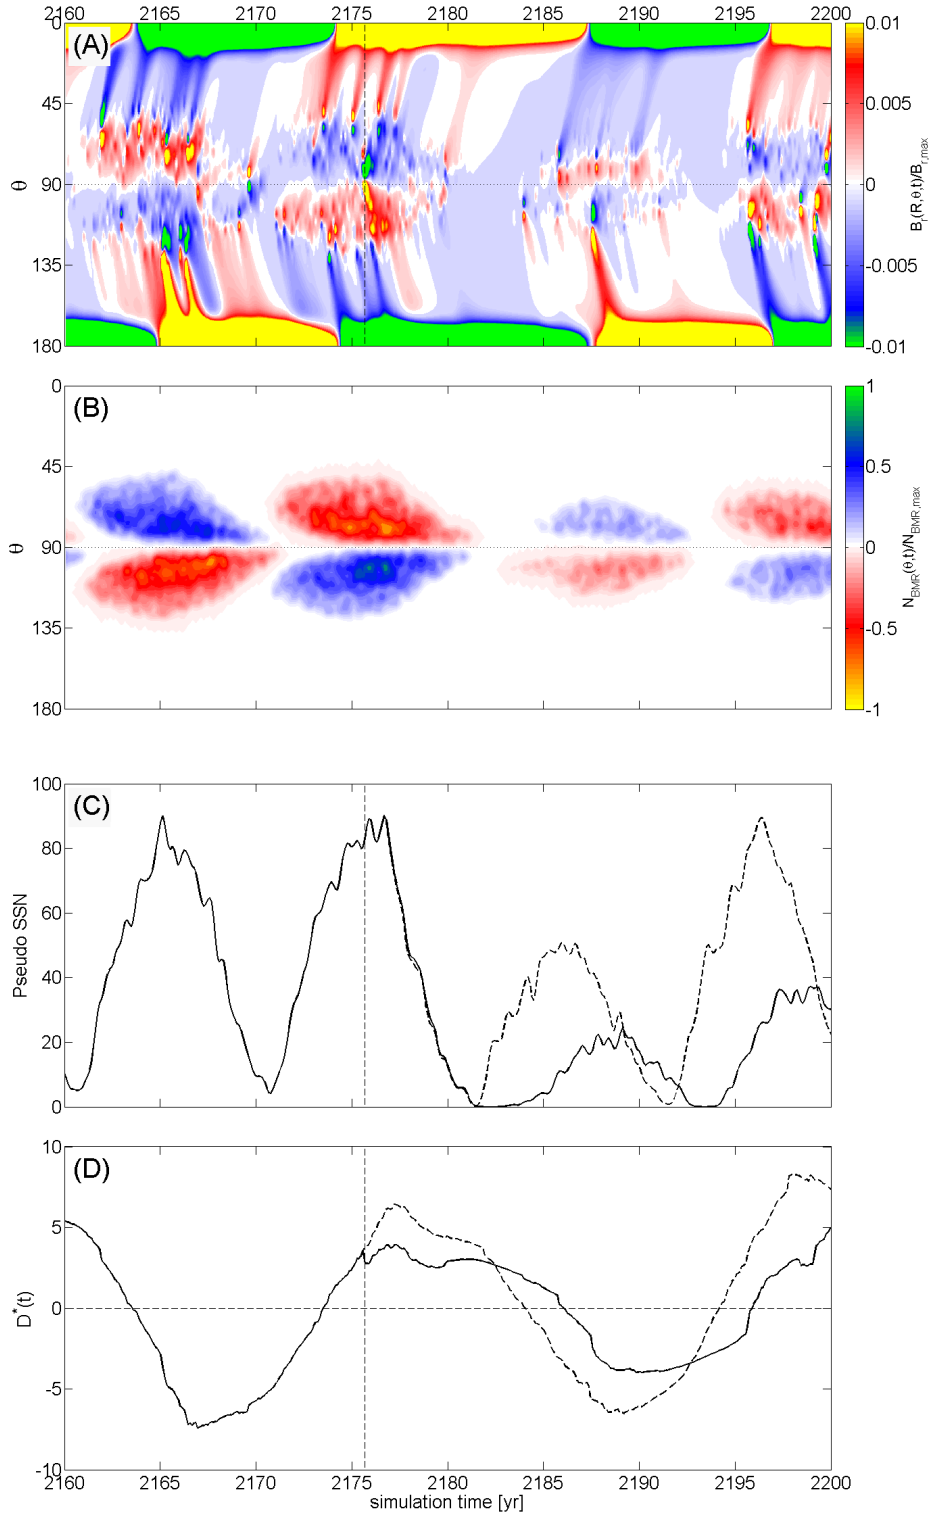 2160 2165 2170 2175 2180 2185 2190 2195 2200
(A)
0
45
90
135
180
θ
0.01
0.005
0
-0.005
-0.01
B_r(R,θ,t)/B_r,max
(B)
0
45
90
135
180
θ
1
0.5
0
-0.5
-1
N_BMR(θ,t)/N_BMR,max
(C)
100
80
60
40
20
0
Pseudo SSN
(D)
10
5
0
-5
-10
D*(t)
2160 2165 2170 2175 2180 2185 2190 2195 2200
simulation time [yr]